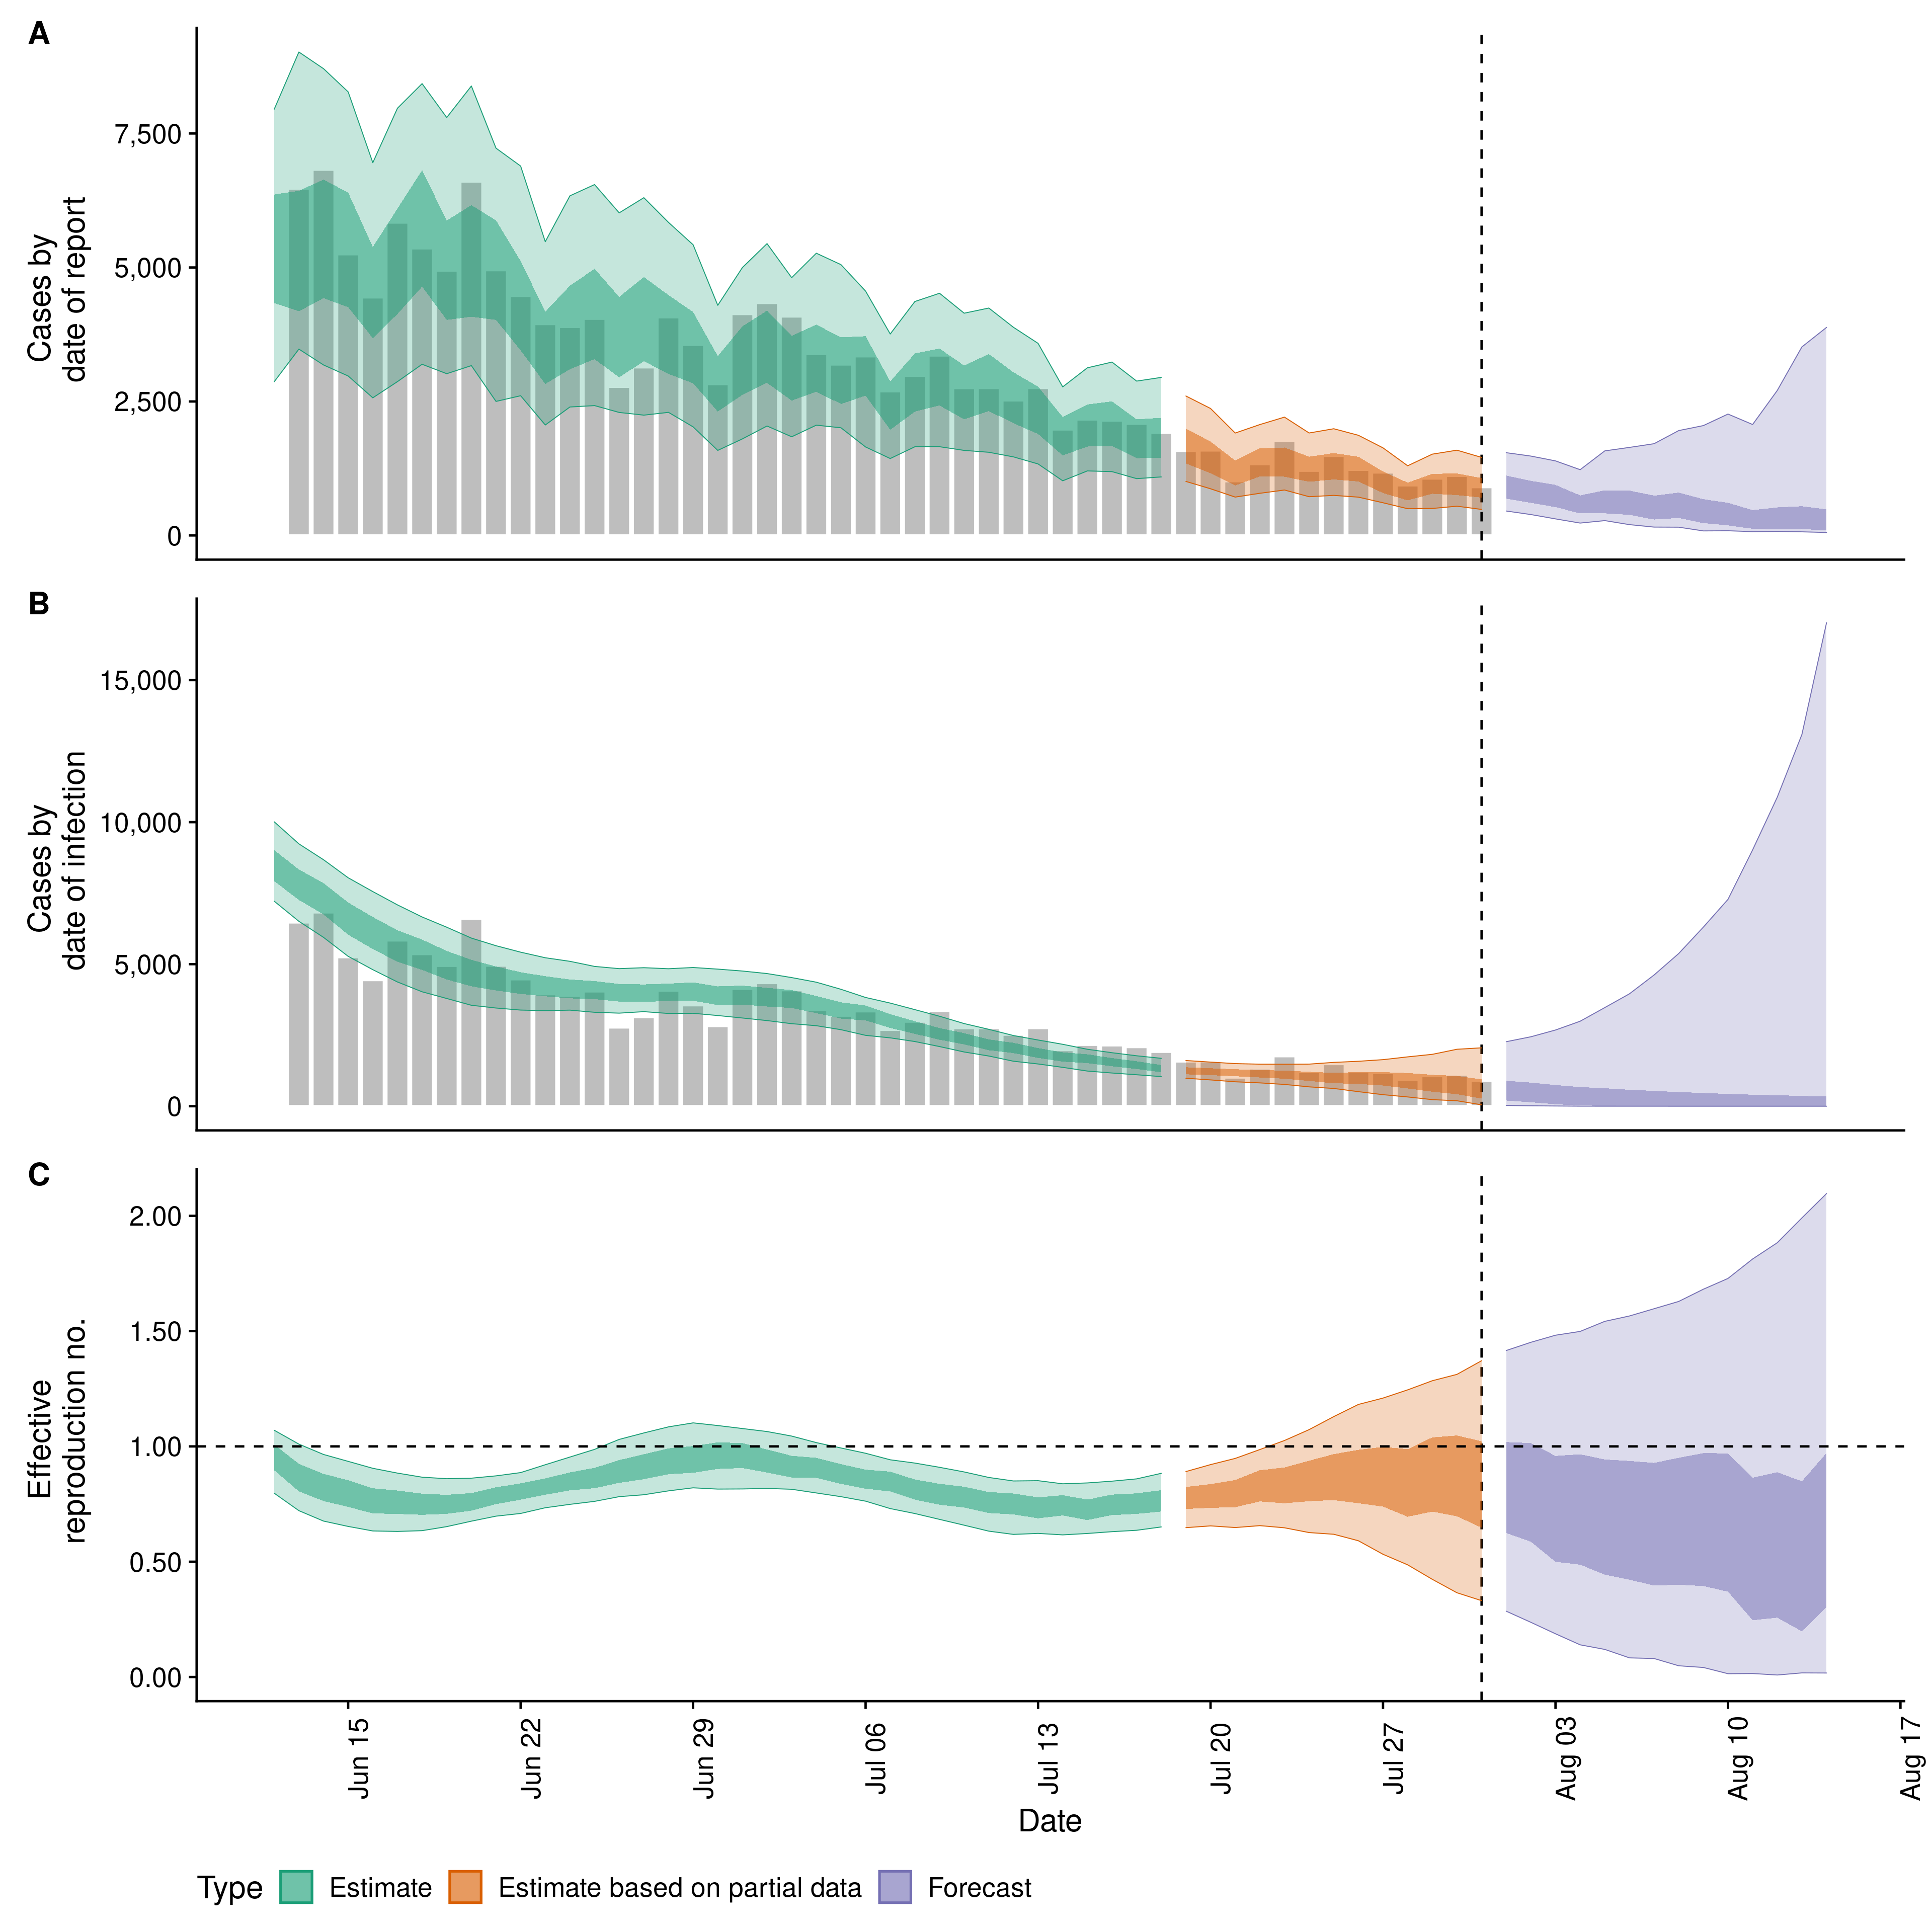 A
Cases by
date of report
7,500
5,000
2,500
0
B
Cases by
date of infection
15,000
10,000
5,000
0
C
Effective
reproduction no.
2.00
1.50
1.00
0.50
0.00
Jun 15
Jun 22
Jun 29
Jul 06
Jul 13
Jul 20
Jul 27
Aug 03
Aug 10
Aug 17
Date
Type Estimate Estimate based on partial data Forecast